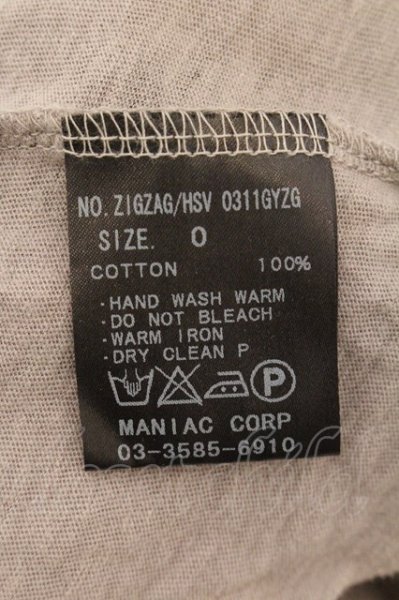 NO. ZIGZAG/HSV 0311GYZG
SIZE. 0
COTTON 100%
・HAND WASH WARM
・DO NOT BLEACH
・WARM IRON
・DRY CLEAN P
P
MANIAC CORP
03-3585-6910